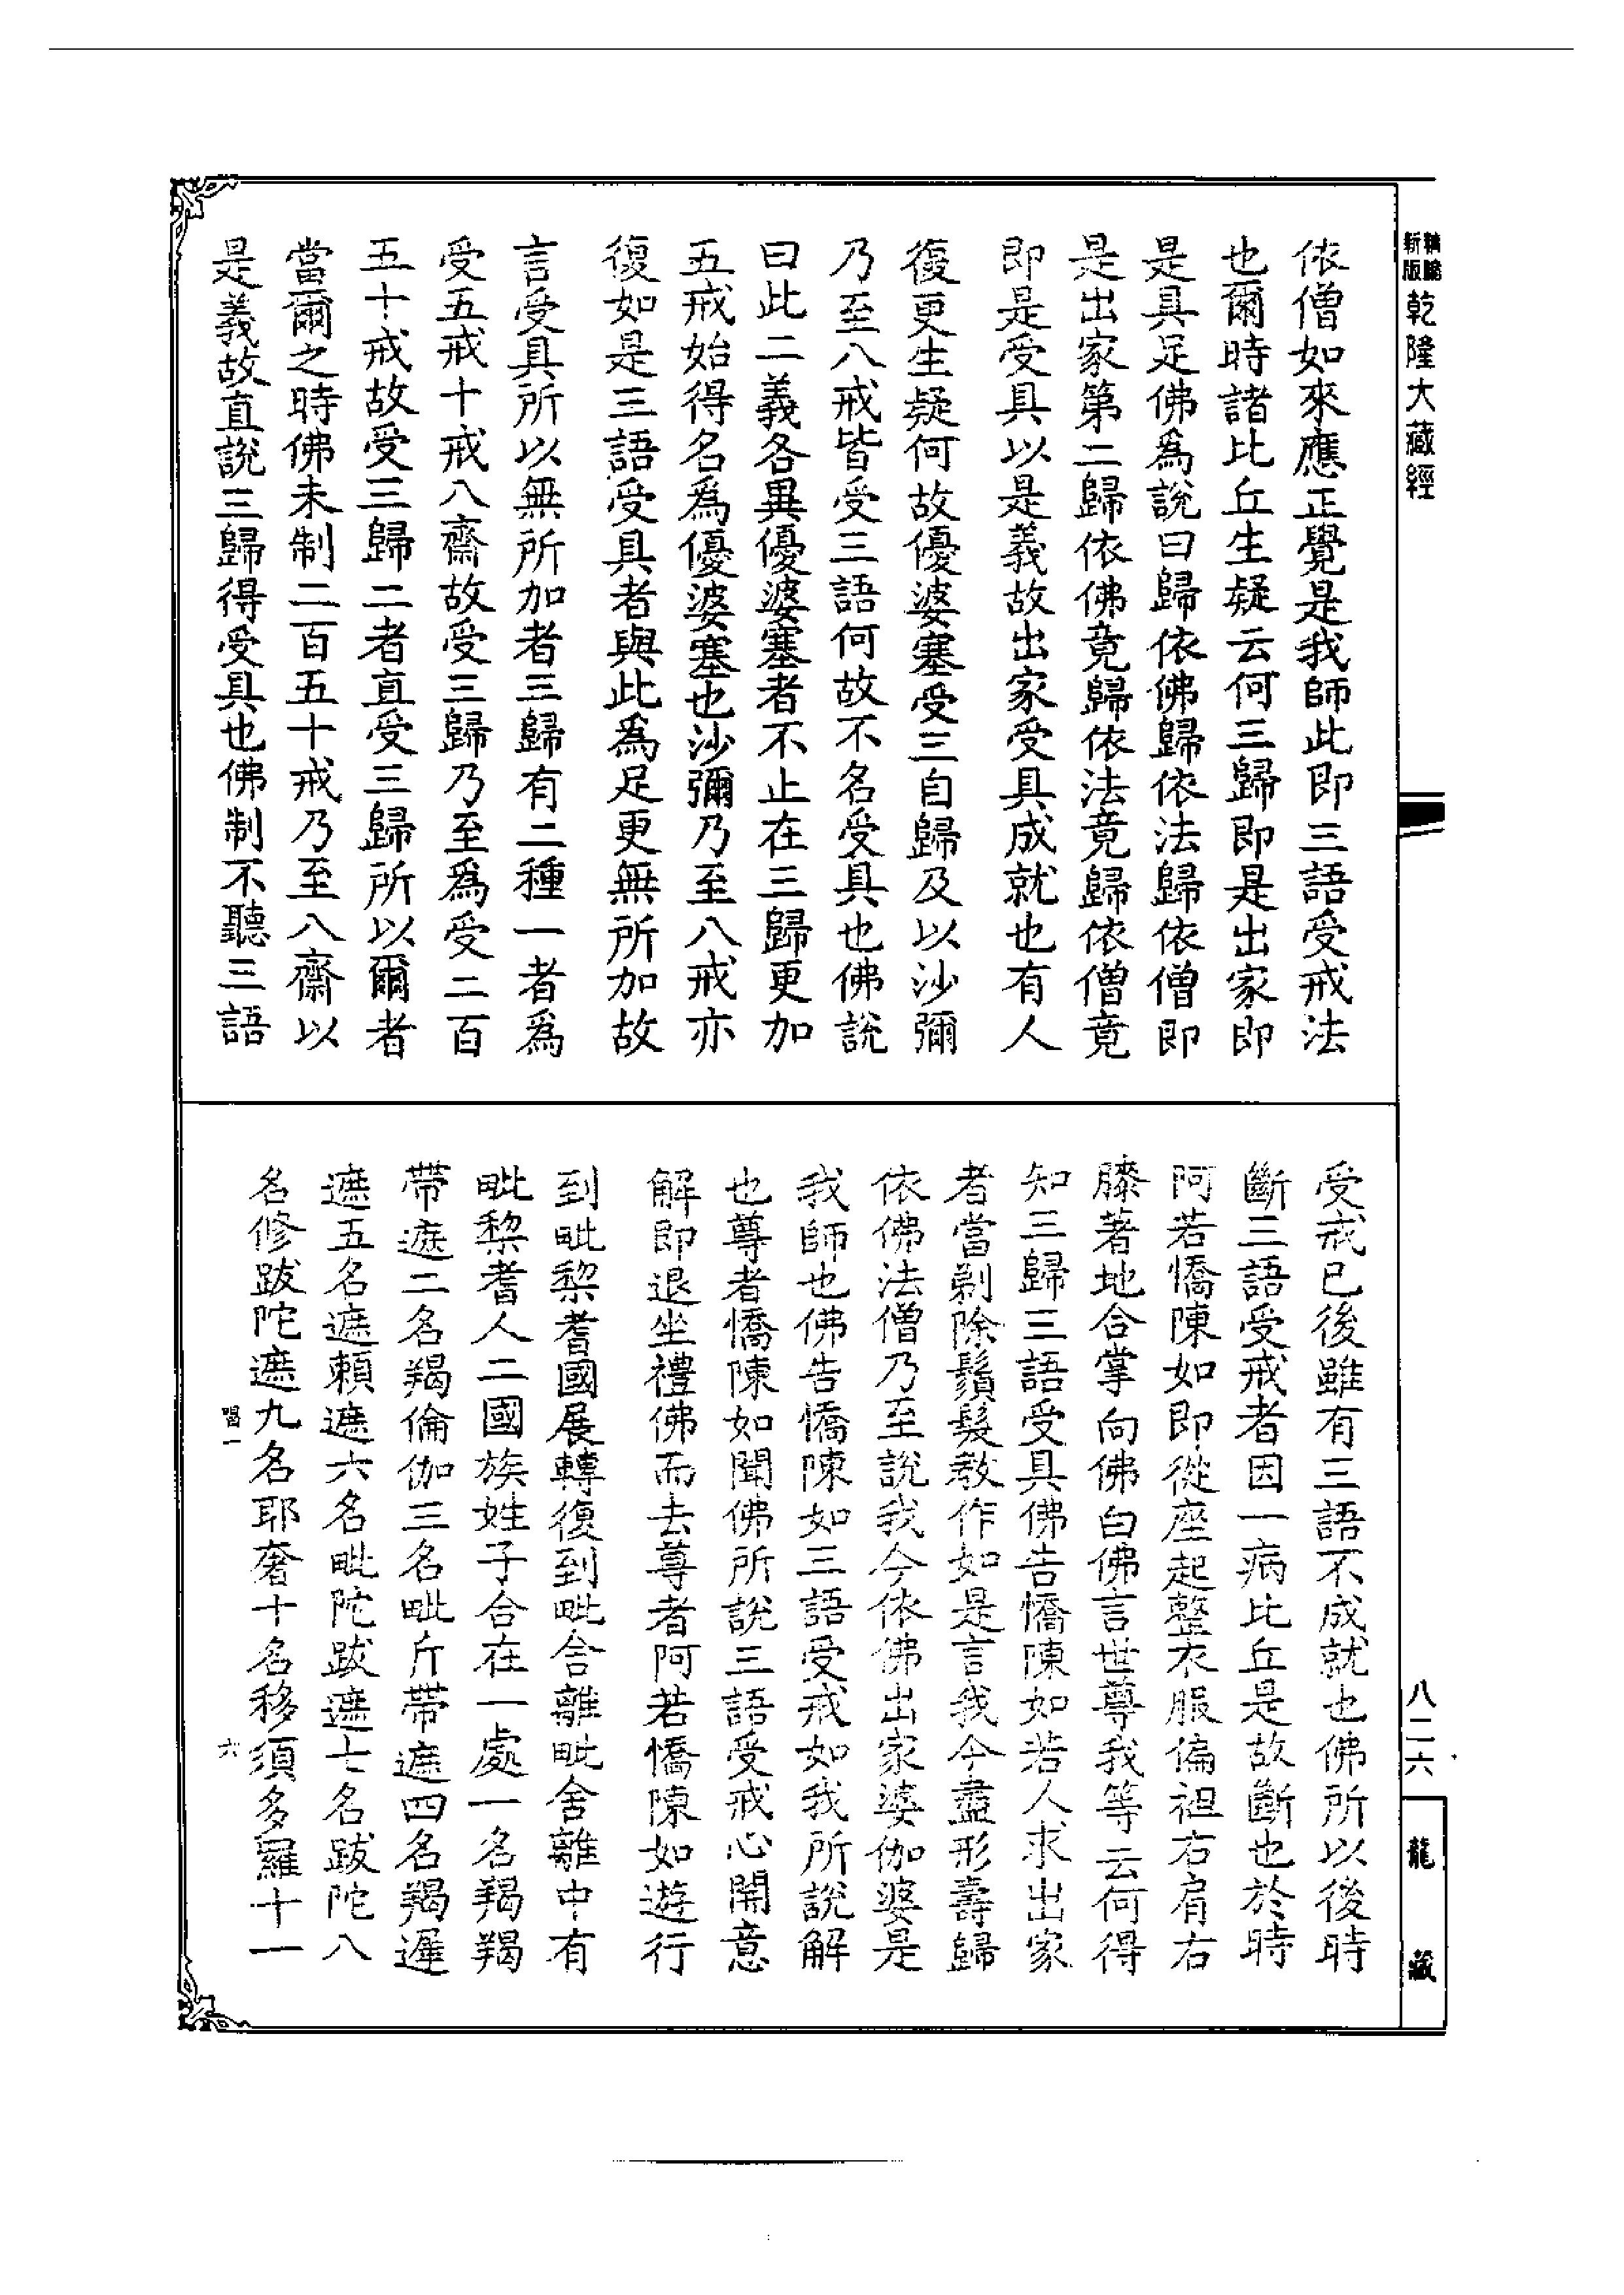 新版
乾隆大藏經
依僧如來應正覺是我師此即三語受戒法
也爾時諸比丘生疑云何三歸即是出家即
是具足佛為說曰歸依佛歸依法歸依僧即
是出家第二歸依佛竟歸依法竟歸依僧竟
即是受具以是義故出家受具成就也有人
復更生疑何故優婆塞受三自歸及以沙彌
乃至八戒皆受三語何故不名受具也佛說
曰此二義各異優婆塞者不止在三歸更加
五戒始得名為優婆塞也沙彌乃至八戒亦
復如是三語受具者與此為足更無所加故
言受具所以無所加者三歸有二種一者為
受五戒十戒八齋故受三歸乃至為受二百
五十戒故受三歸二者直受三歸所以爾者
當爾之時佛未制二百五十戒乃至八齋以
是義故直說三歸得受具也佛制不聽三語
受戒已後雖有三語不成就也佛所以後時
斷三語受戒者因一病比丘是故斷也於時
阿若憍陳如即從座起整衣服偏袒右肩右
膝著地合掌向佛白佛言世尊我等云何得
知三歸三語受具佛告憍陳如若人求出家
者當剃除鬚髮教作如是言我今盡形壽歸
依佛法僧乃至說我今依佛出家婆伽婆是
我師也佛告憍陳如三語受戒如我所說解
也尊者憍陳如聞佛所說三語受戒心開意
解即退坐禮佛而去尊者阿若憍陳如遊行
到毗梨耆國展轉復到毗舍離毗舍離中有
毗梨耆人二國族姓子合在一處一名羯羯
帶遮二名羯倫伽三名毗斤帶遮四名羯遲
遮五名遮賴遮六名毗陀跋遮七名跋陀八
名修跋陀遮九名耶奢十名移須多羅十一
六
八二六
龍
藏